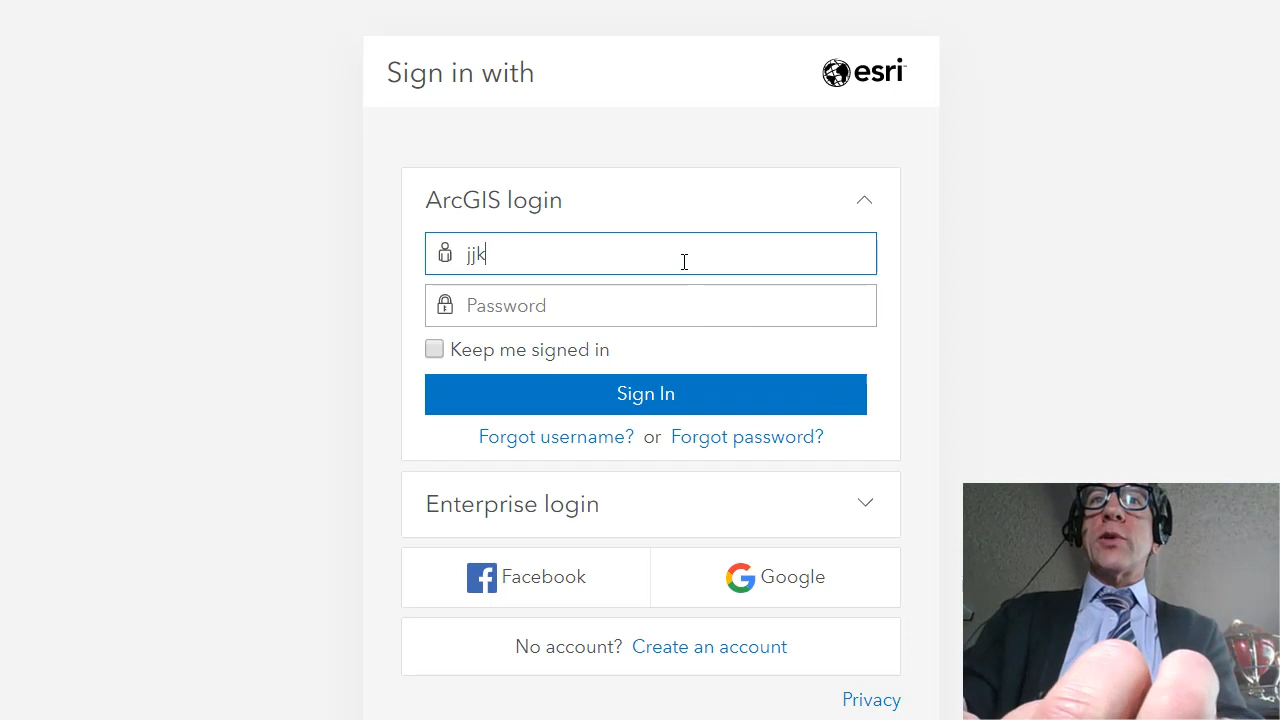 Sign in with
esri
ArcGIS login
jjk
Password
Keep me signed in
Sign In
Forgot username? or Forgot password?
Enterprise login
Facebook
Google
No account? Create an account
Privacy